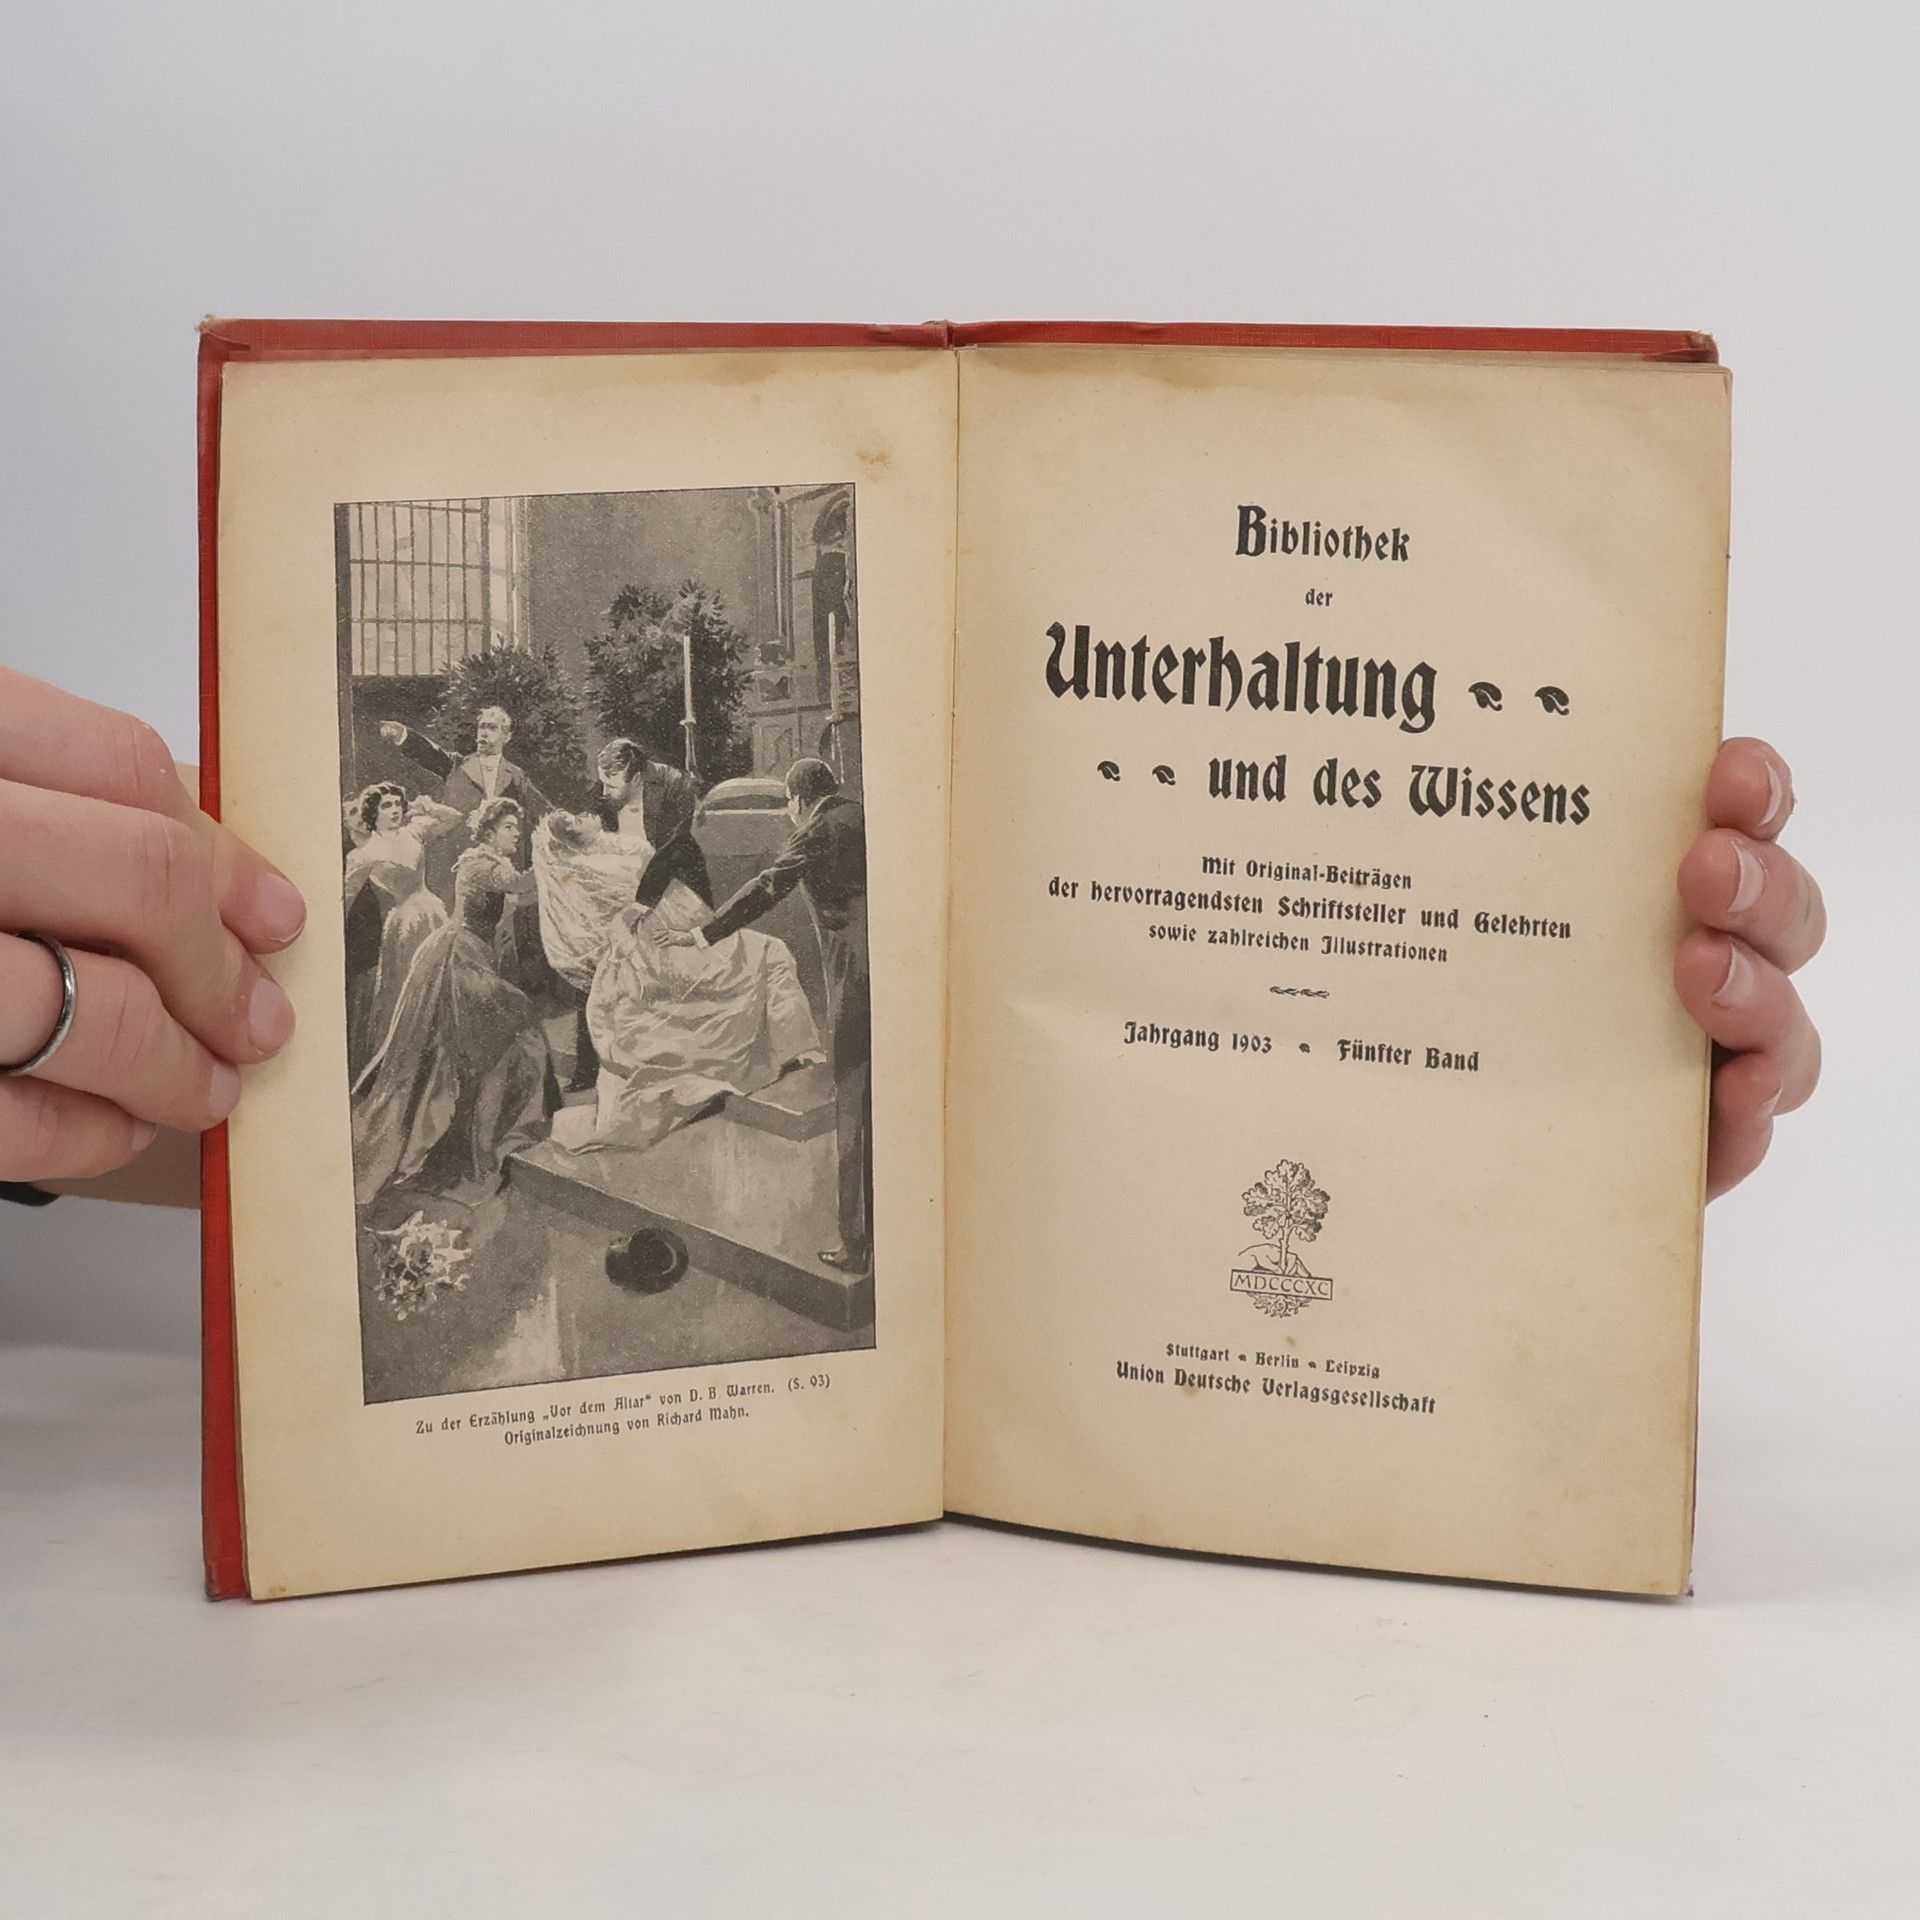 Zu der Erzählung „Vor dem Altar“ von D. B. Warren. (S. 93)
Originalzeichnung von Richard Mahn.
Bibliothek
der
Unterhaltung
und des Wissens
Mit Original-Beiträgen
der hervorragendsten Schriftsteller und Gelehrten
sowie zahlreichen Illustrationen
Jahrgang 1903 Fünfter Band
MDCCCXC
Stuttgart Berlin Leipzig
Union Deutsche Verlagsgesellschaft